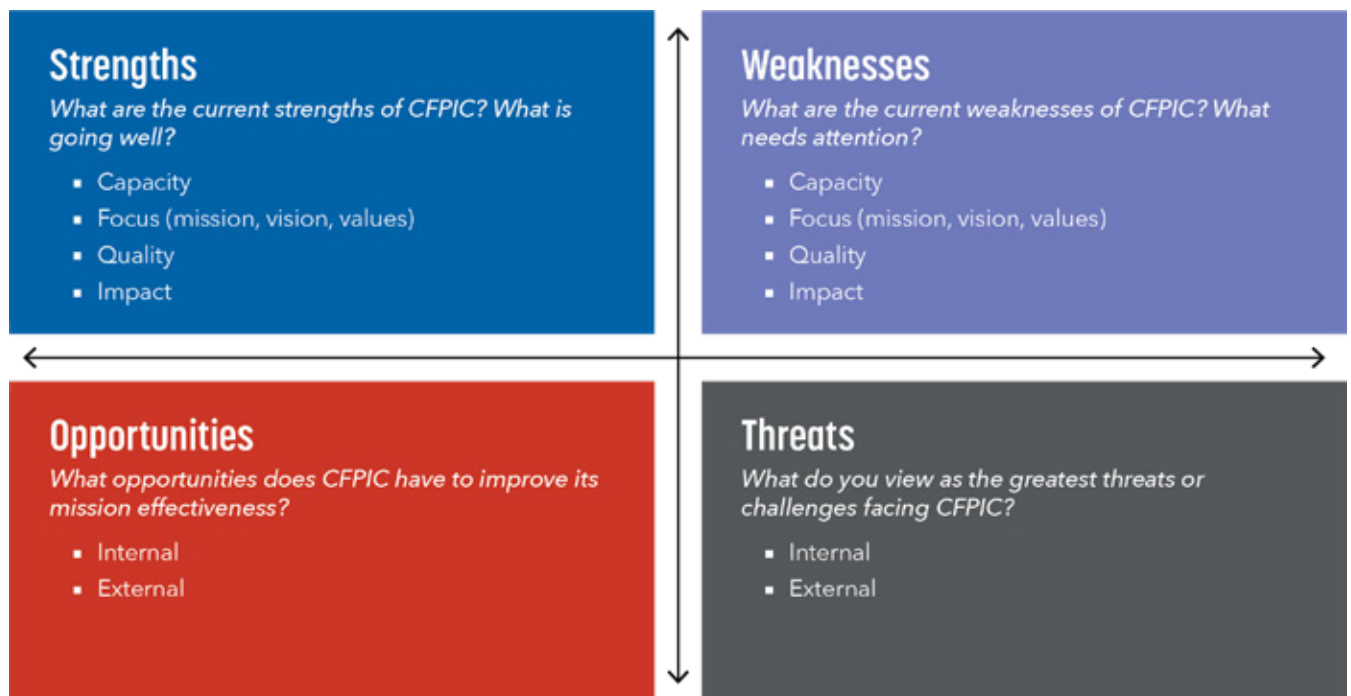 Strengths
What are the current strengths of CFPIC? What is
going well?
▪ Capacity
▪ Focus (mission, vision, values)
▪ Quality
▪ Impact
Weaknesses
What are the current weaknesses of CFPIC? What
needs attention?
▪ Capacity
▪ Focus (mission, vision, values)
▪ Quality
▪ Impact
Opportunities
What opportunities does CFPIC have to improve its
mission effectiveness?
▪ Internal
▪ External
Threats
What do you view as the greatest threats or
challenges facing CFPIC?
▪ Internal
▪ External